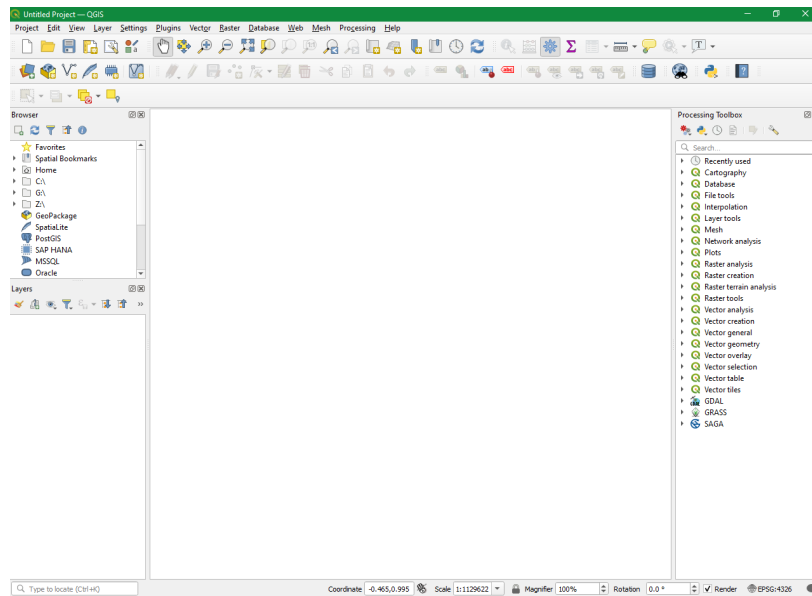 Untitled Project — QGIS
Project Edit View Layer Settings Plugins Vector Raster Database Web Mesh Processing Help
Browser
Favorites
Spatial Bookmarks
Home
C:\
G:\
Z:\
GeoPackage
SpatiaLite
PostGIS
SAP HANA
MSSQL
Oracle
Layers
Processing Toolbox
Search...
Recently used
Cartography
Database
File tools
Interpolation
Layer tools
Mesh
Network analysis
Plots
Raster analysis
Raster creation
Raster terrain analysis
Raster tools
Vector analysis
Vector creation
Vector general
Vector geometry
Vector overlay
Vector selection
Vector table
Vector tiles
GDAL
GRASS
SAGA
Type to locate (Ctrl+K) Coordinate -0.465,0.995 Scale 1:1129622 Magnifier 100% Rotation 0.0 ° Render EPSG:4326